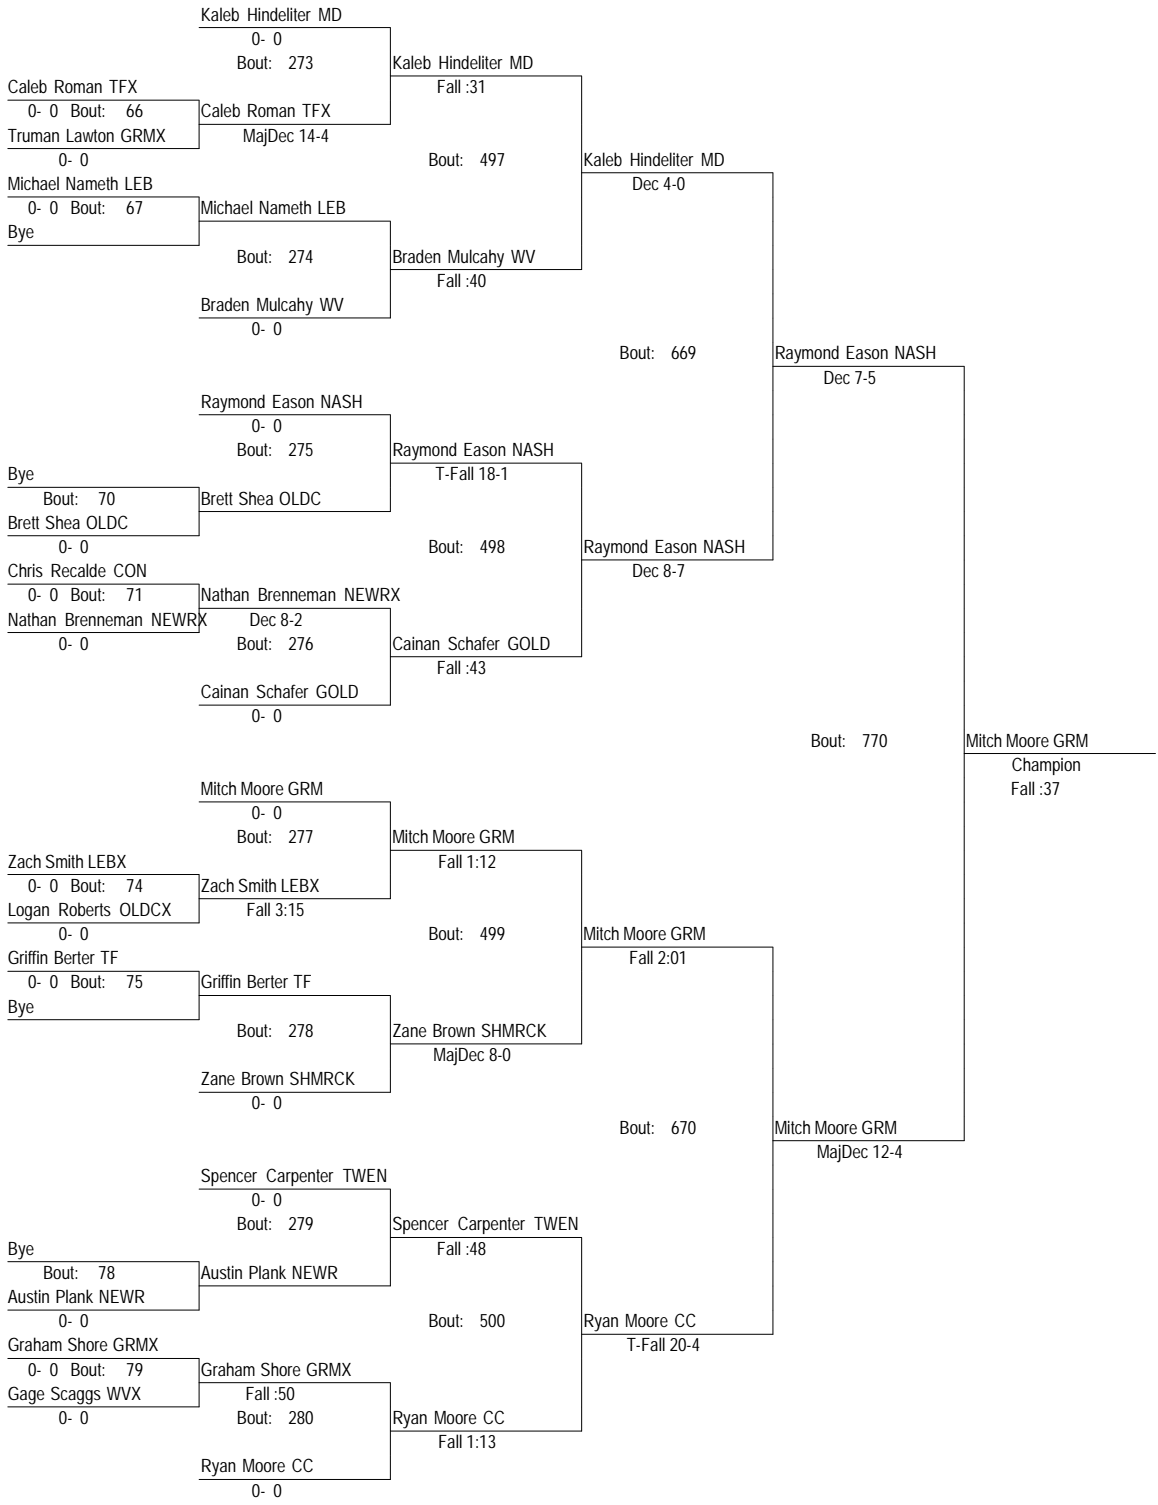 Kaleb Hindeliter MD
0- 0
Bout: 273
Kaleb Hindeliter MD
Fall :31
Caleb Roman TFX
0- 0 Bout: 66
Caleb Roman TFX
Truman Lawton GRMX
MajDec 14-4
0- 0
Bout: 497
Kaleb Hindeliter MD
Dec 4-0
Michael Nameth LEB
0- 0 Bout: 67
Michael Nameth LEB
Bye
Bout: 274
Braden Mulcahy WV
Fall :40
Braden Mulcahy WV
0- 0
Bout: 669
Raymond Eason NASH
Dec 7-5
Raymond Eason NASH
0- 0
Bout: 275
Raymond Eason NASH
T-Fall 18-1
Bye
Bout: 70
Brett Shea OLDC
Brett Shea OLDC
0- 0
Bout: 498
Raymond Eason NASH
Dec 8-7
Chris Recalde CON
0- 0 Bout: 71
Nathan Brenneman NEWRX
Nathan Brenneman NEWRX
Dec 8-2
0- 0
Bout: 276
Cainan Schafer GOLD
Fall :43
Cainan Schafer GOLD
0- 0
Bout: 770
Mitch Moore GRM
Champion
Fall :37
Mitch Moore GRM
0- 0
Bout: 277
Mitch Moore GRM
Fall 1:12
Zach Smith LEBX
0- 0 Bout: 74
Zach Smith LEBX
Logan Roberts OLDCX
Fall 3:15
0- 0
Bout: 499
Mitch Moore GRM
Fall 2:01
Griffin Berter TF
0- 0 Bout: 75
Griffin Berter TF
Bye
Bout: 278
Zane Brown SHMRCK
MajDec 8-0
Zane Brown SHMRCK
0- 0
Bout: 670
Mitch Moore GRM
MajDec 12-4
Spencer Carpenter TWEN
0- 0
Bout: 279
Spencer Carpenter TWEN
Fall :48
Bye
Bout: 78
Austin Plank NEWR
Austin Plank NEWR
0- 0
Bout: 500
Ryan Moore CC
T-Fall 20-4
Graham Shore GRMX
0- 0 Bout: 79
Graham Shore GRMX
Gage Scaggs WVX
Fall :50
0- 0
Bout: 280
Ryan Moore CC
Fall 1:13
Ryan Moore CC
0- 0